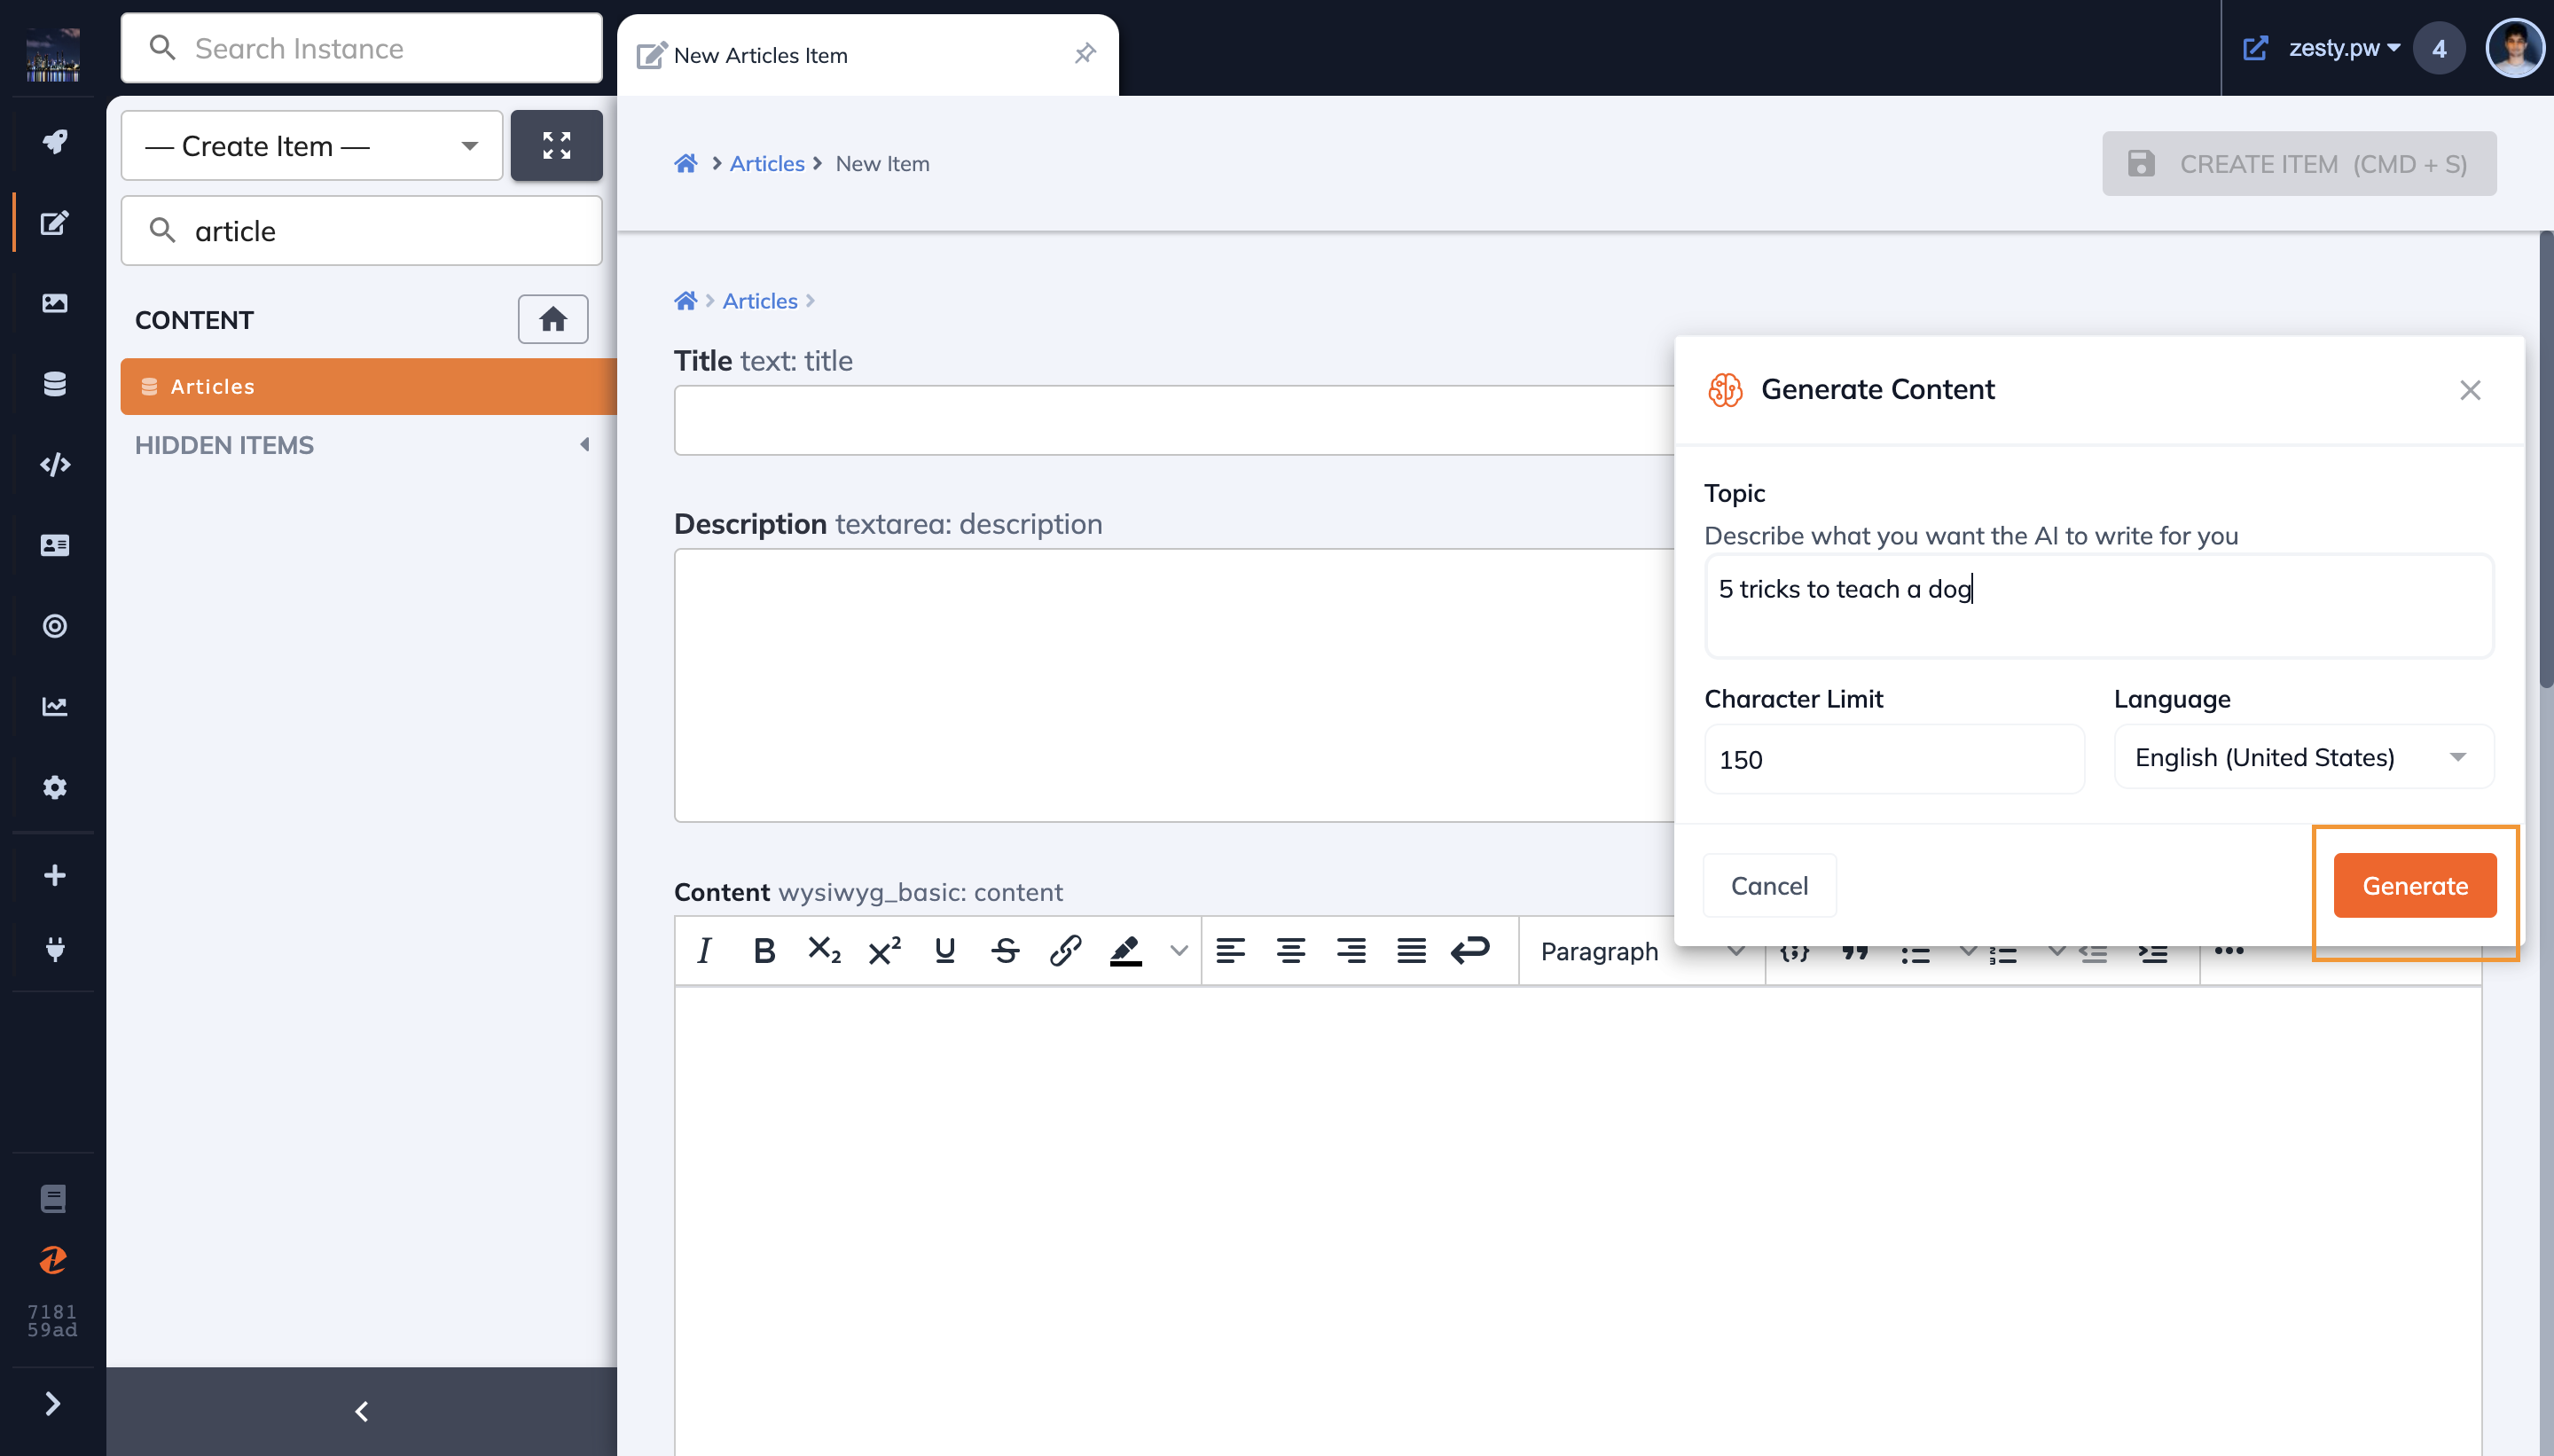 Search Instance
New Articles Item
zesty.pw
4
— Create Item —
article
CONTENT
Articles
HIDDEN ITEMS
Articles
New Item
CREATE ITEM (CMD + S)
Articles
Title text: title
Description textarea: description
Content wysiwyg_basic: content
I B X₂ X² U S
Paragraph
Generate Content
Topic
Describe what you want the AI to write for you
5 tricks to teach a dog
Character Limit
Language
150
English (United States)
Cancel
Generate
7181
59ad